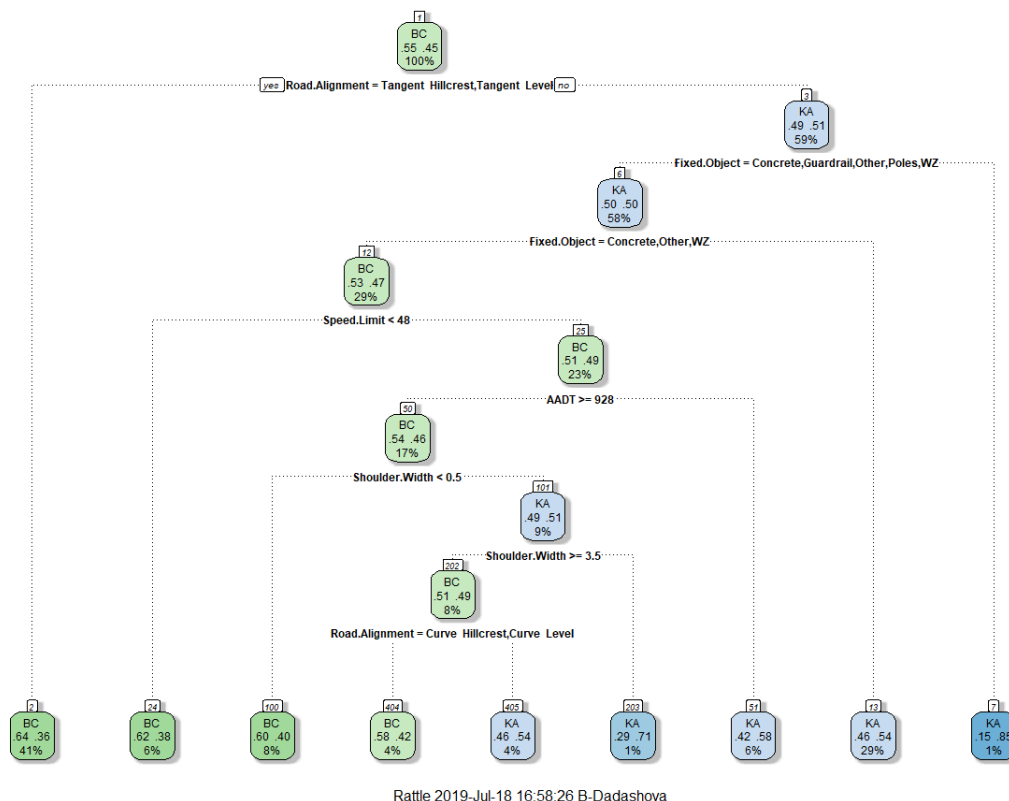 1
BC
.55 .45
100%
yes Road.Alignment = Tangent Hillcrest,Tangent Level no
3
KA
.49 .51
59%
Fixed.Object = Concrete,Guardrail,Other,Poles,WZ
6
KA
.50 .50
58%
Fixed.Object = Concrete,Other,WZ
12
BC
.53 .47
29%
Speed.Limit < 48
25
BC
.51 .49
23%
AADT >= 928
50
BC
.54 .46
17%
Shoulder.Width < 0.5
101
KA
.49 .51
9%
Shoulder.Width >= 3.5
202
BC
.51 .49
8%
Road.Alignment = Curve Hillcrest,Curve Level
2 24 100 404 405 203 51 13 7
BC BC BC BC KA KA KA KA KA
.64 .36 .62 .38 .60 .40 .58 .42 .46 .54 .29 .71 .42 .58 .46 .54 .15 .85
41% 6% 8% 4% 4% 1% 6% 29% 1%
Rattle 2019-Jul-18 16:58:26 B-Dadashova